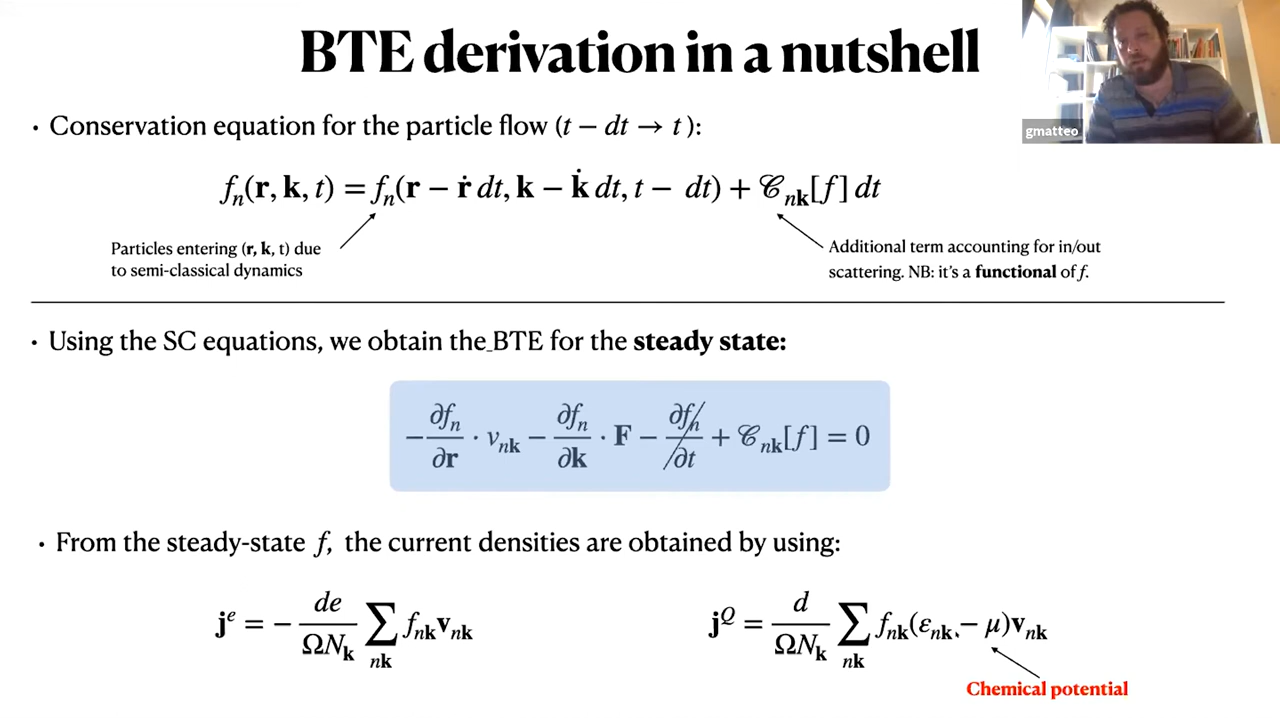 BTE derivation in a nutshell
gmatteo
• Conservation equation for the particle flow (t − dt → t ):
fₙ(r, k, t) = fₙ(r − ṙ dt, k − k̇ dt, t − dt) + 𝒞ₙₖ[f] dt
Particles entering (r, k, t) due
to semi-classical dynamics
Additional term accounting for in/out
scattering. NB: it's a functional of f.
• Using the SC equations, we obtain the BTE for the steady state:
− ∂fₙ/∂r · vₙₖ − ∂fₙ/∂k · F − ∂fₙ/∂t + 𝒞ₙₖ[f] = 0
• From the steady-state f, the current densities are obtained by using:
jᵉ = − de/ΩNₖ ∑ₙₖ fₙₖvₙₖ
j^Q = d/ΩNₖ ∑ₙₖ fₙₖ(εₙₖ − μ)vₙₖ
Chemical potential